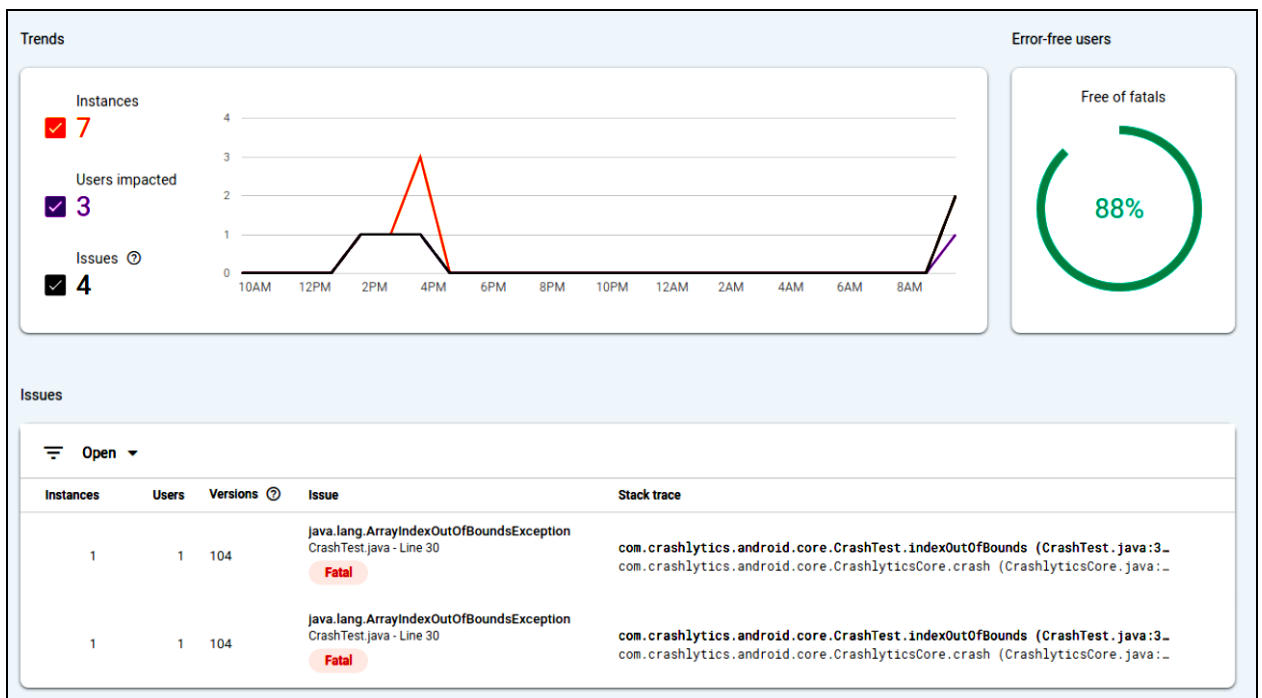 Trends
Error-free users
Instances
7
Users impacted
3
Issues
4
4
3
2
1
0
10AM 12PM 2PM 4PM 6PM 8PM 10PM 12AM 2AM 4AM 6AM 8AM
Free of fatals
88%
Issues
Open
Instances Users Versions Issue Stack trace
1 1 104
java.lang.ArrayIndexOutOfBoundsException
CrashTest.java - Line 30
Fatal
com.crashlytics.android.core.CrashTest.indexOutOfBounds (CrashTest.java:3…
com.crashlytics.android.core.CrashlyticsCore.crash (CrashlyticsCore.java:…
1 1 104
java.lang.ArrayIndexOutOfBoundsException
CrashTest.java - Line 30
Fatal
com.crashlytics.android.core.CrashTest.indexOutOfBounds (CrashTest.java:3…
com.crashlytics.android.core.CrashlyticsCore.crash (CrashlyticsCore.java:…